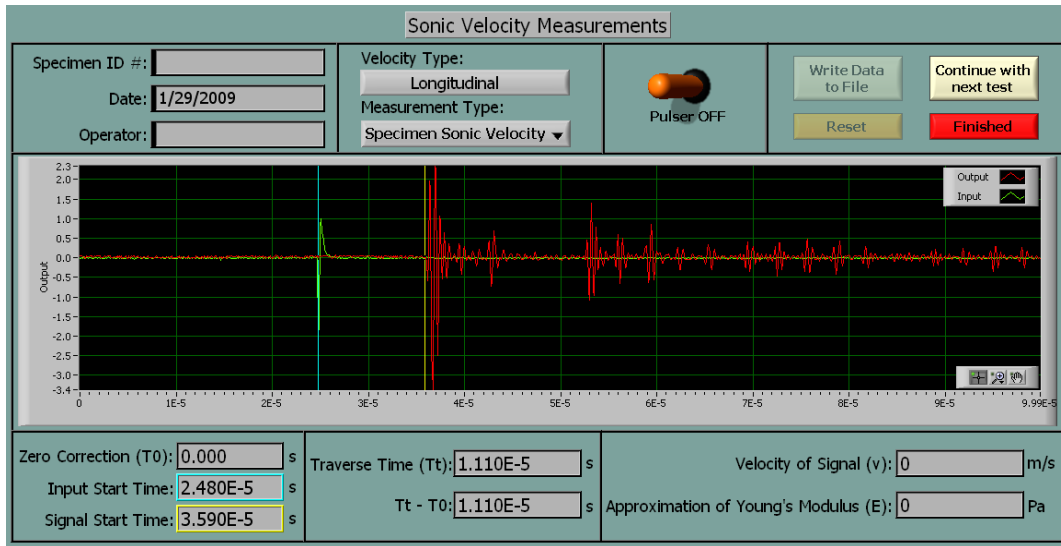 Sonic Velocity Measurements
Specimen ID #:
Date: 1/29/2009
Operator:
Velocity Type:
Longitudinal
Measurement Type:
Specimen Sonic Velocity
Pulser OFF
Write Data
to File
Continue with
next test
Reset
Finished
Output
Input
Output
2.3
2.0
1.5
1.0
0.5
0.0
-0.5
-1.0
-1.5
-2.0
-2.5
-3.0
-3.4
0 1E-5 2E-5 3E-5 4E-5 5E-5 6E-5 7E-5 8E-5 9E-5 9.99E-5
Zero Correction (T0): 0.000 s
Input Start Time: 2.480E-5 s
Signal Start Time: 3.590E-5 s
Traverse Time (Tt): 1.110E-5 s
Tt - T0: 1.110E-5 s
Velocity of Signal (v): 0 m/s
Approximation of Young's Modulus (E): 0 Pa